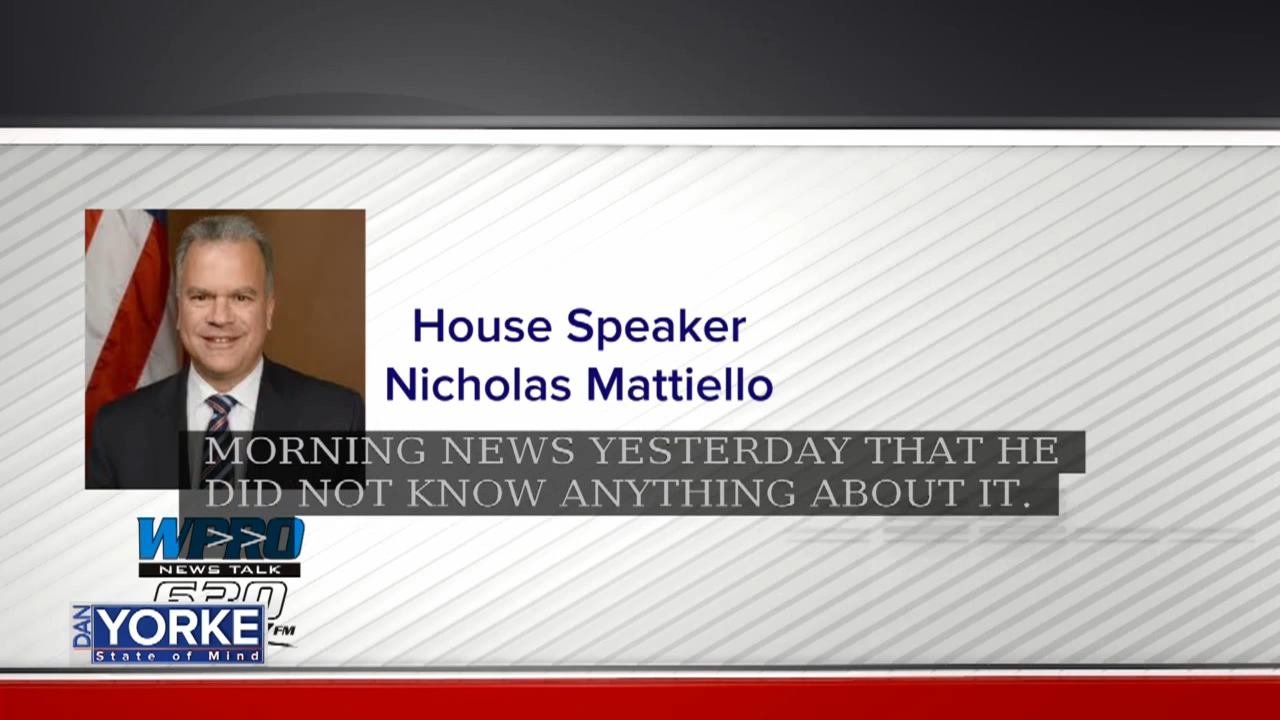 House Speaker
Nicholas Mattiello
MORNING NEWS YESTERDAY THAT HE
DID NOT KNOW ANYTHING ABOUT IT.
WPRO
>>
NEWS TALK
630
FM
DAN
YORKE
State of Mind